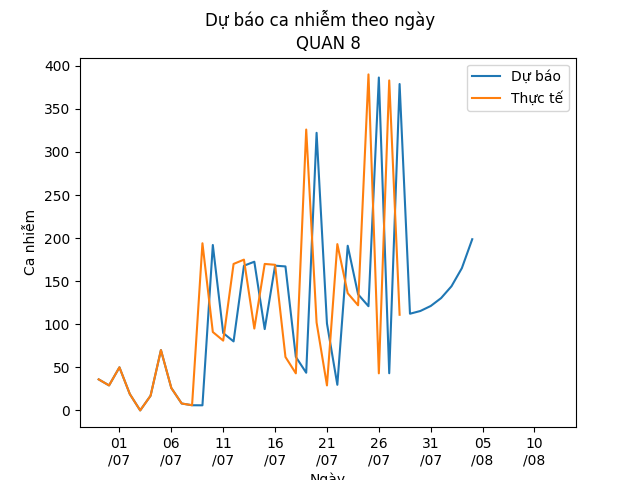 Dự báo ca nhiễm theo ngày
QUAN 8
Dự báo
Thực tế
Ca nhiễm
400
350
300
250
200
150
100
50
0
01 06 11 16 21 26 31 05 10
/07 /07 /07 /07 /07 /07 /07 /08 /08
Ngày